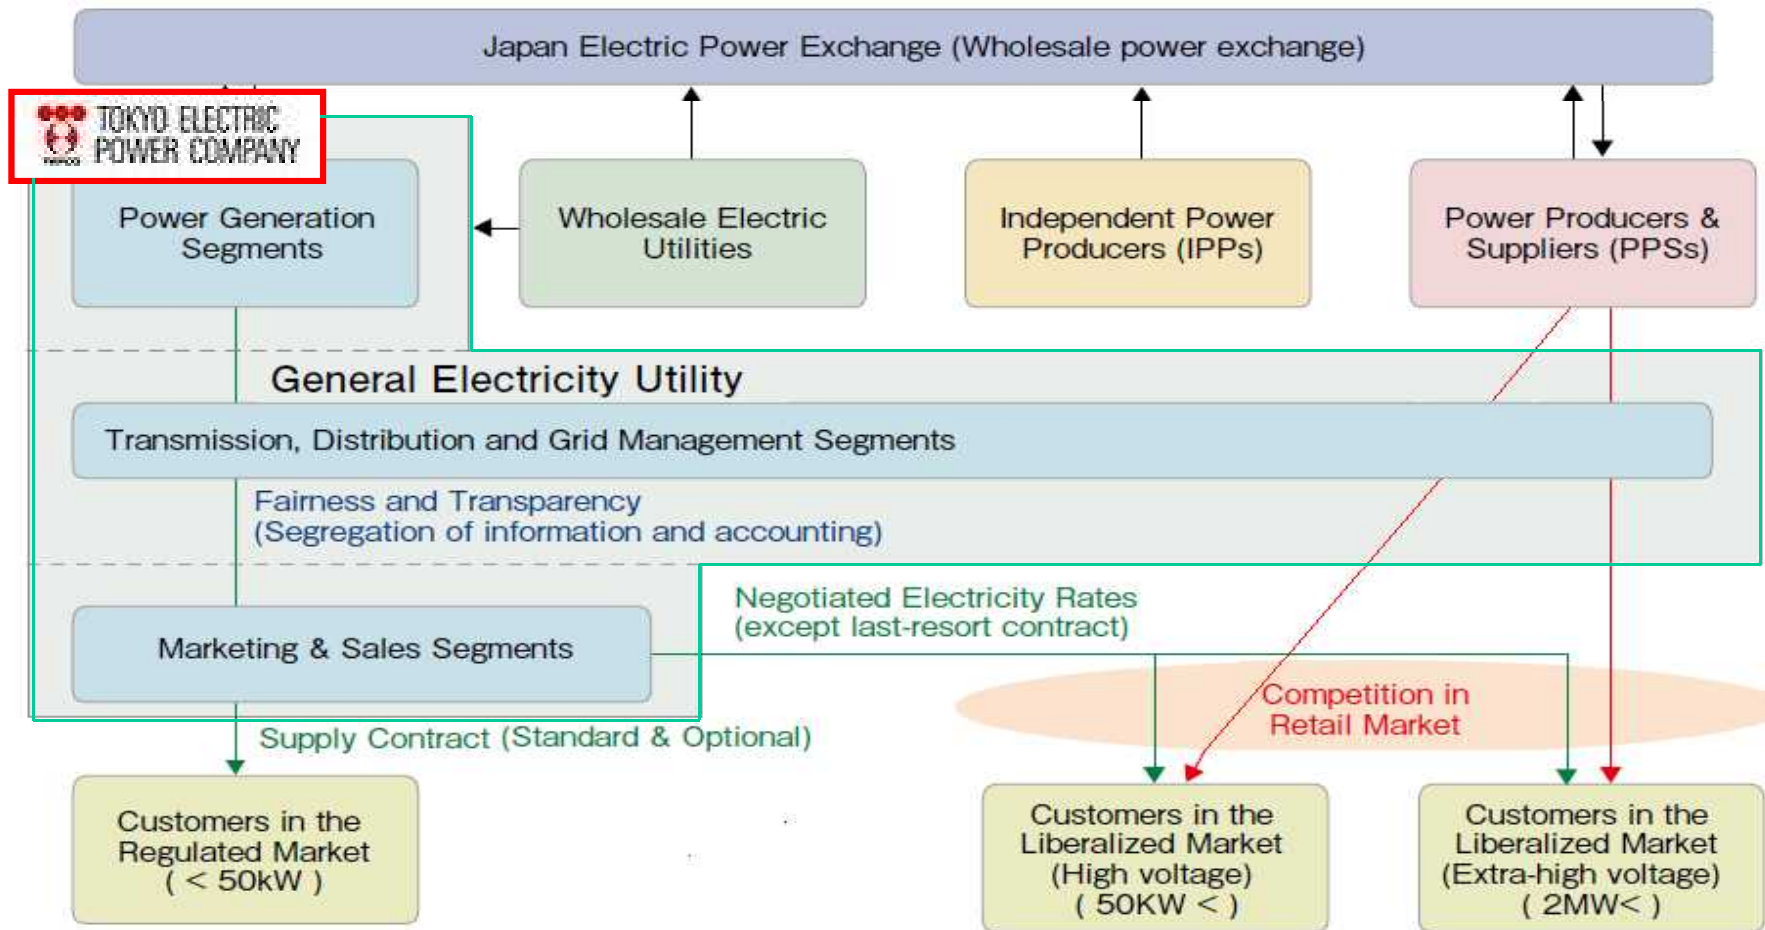 Japan Electric Power Exchange (Wholesale power exchange)
TOKYO ELECTRIC
POWER COMPANY
TEPCO
Power Generation
Segments
Wholesale Electric
Utilities
Independent Power
Producers (IPPs)
Power Producers &
Suppliers (PPSs)
General Electricity Utility
Transmission, Distribution and Grid Management Segments
Fairness and Transparency
(Segregation of information and accounting)
Negotiated Electricity Rates
(except last-resort contract)
Marketing & Sales Segments
Competition in
Retail Market
Supply Contract (Standard & Optional)
Customers in the
Regulated Market
( < 50kW )
Customers in the
Liberalized Market
(High voltage)
( 50KW < )
Customers in the
Liberalized Market
(Extra-high voltage)
( 2MW< )